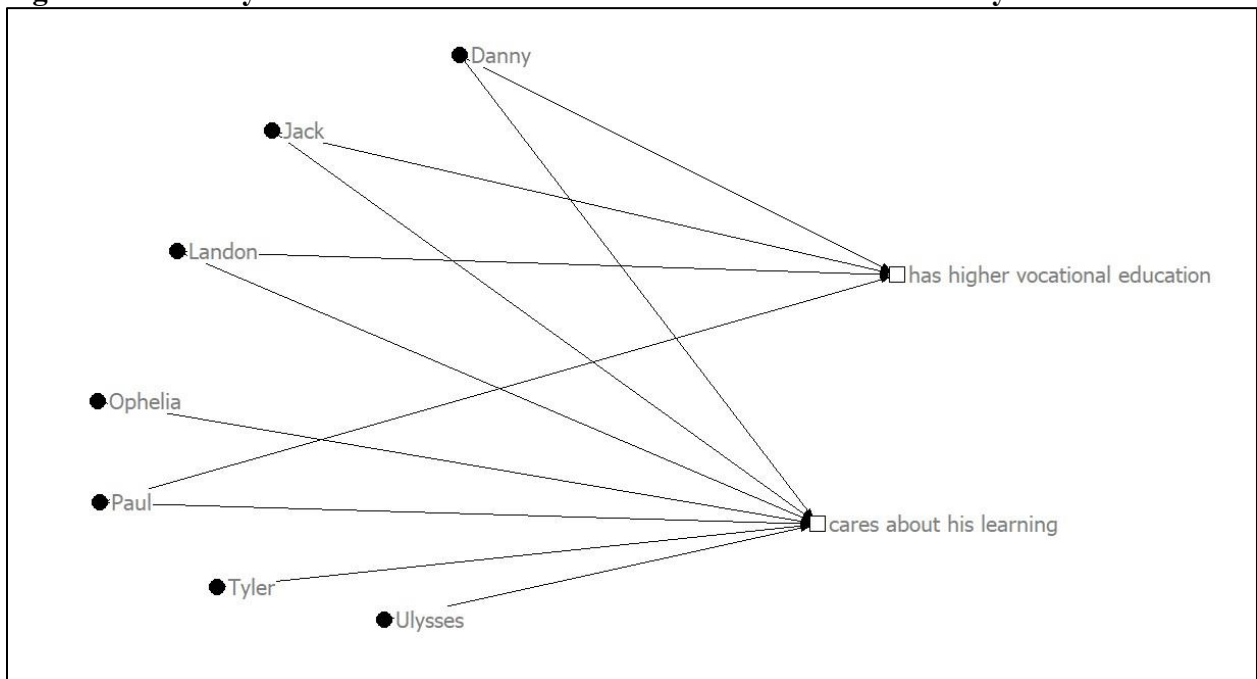 Danny
Jack
Landon
has higher vocational education
Ophelia
Paul
cares about his learning
Tyler
Ulysses